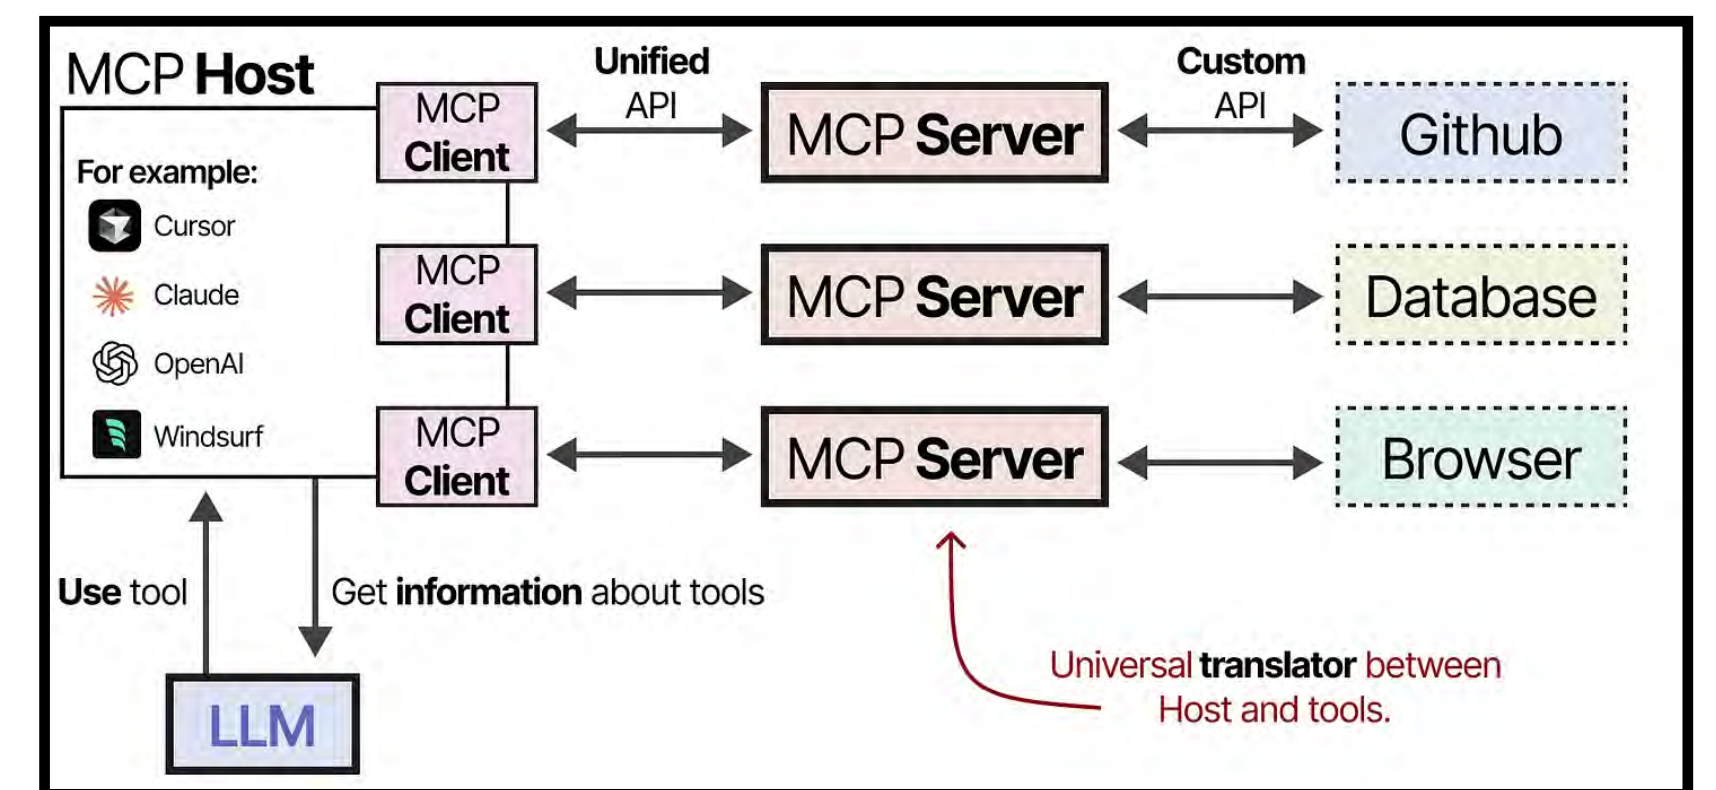 MCP Host
For example:
Cursor
Claude
OpenAI
Windsurf
MCP
Client
MCP
Client
MCP
Client
Unified
API
MCP Server
MCP Server
MCP Server
Custom
API
Github
Database
Browser
Use tool
Get information about tools
LLM
Universal translator between
Host and tools.